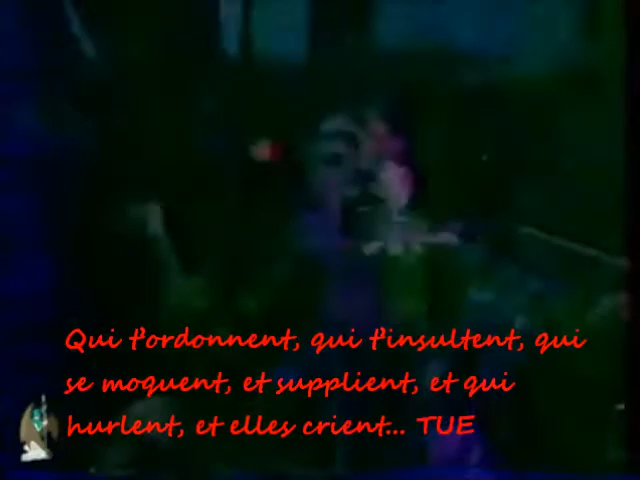 Qui t'ordonnent, qui t'insultent, qui
se moquent, et supplient, et qui
hurlent, et elles crient... TUE